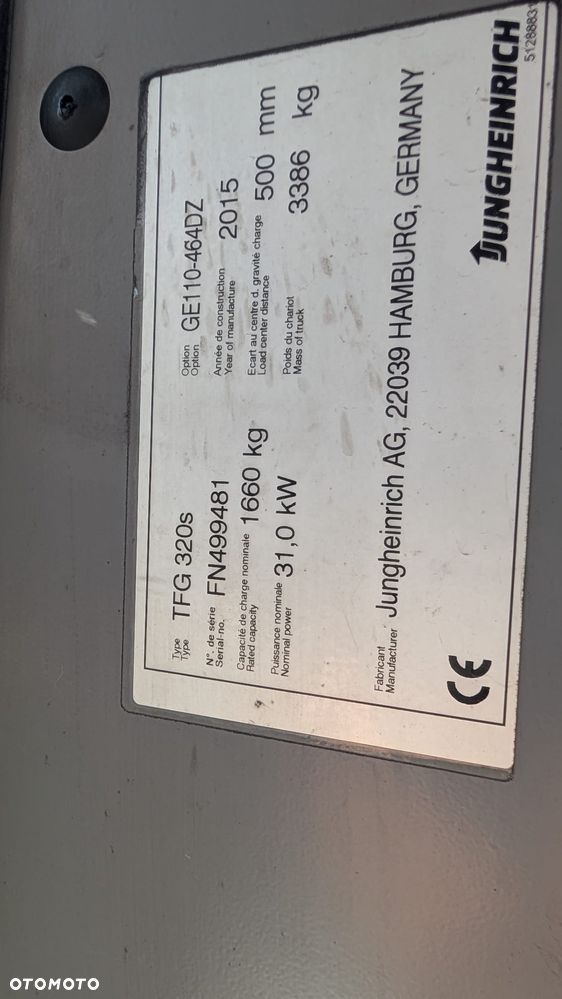 Type
Type TFG 320s
Option
Option GE110-464DZ
N°. de série
Serial-no. FN499481
Année de construction
Year of manufacture 2015
Capacité de charge nominale
Rated capacity 1660 kg
Ecart au centre d. gravité charge
Load center distance 500 mm
Puissance nominale
Nominal power 31,0 kW
Poids du chariot
Mass of truck 3386 kg
Fabricant
Manufacturer Jungheinrich AG, 22039 HAMBURG, GERMANY
CE
JUNGHEINRICH
OTOMOTO